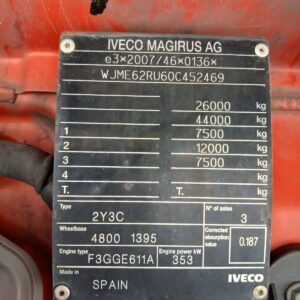 IVECO MAGIRUS AG
e3*2007/46*0136*
WJME62RU60C452469
26000 kg
44000 kg
1 7500 kg
2 12000 kg
3 7500 kg
4 kg
T. T. kg
Type 2Y3C N° of axles 3
Wheelbase 4800 1395 Corrected absorption value 0.187
Engine type F3GGE611A Engine power kW 353
Made in SPAIN IVECO